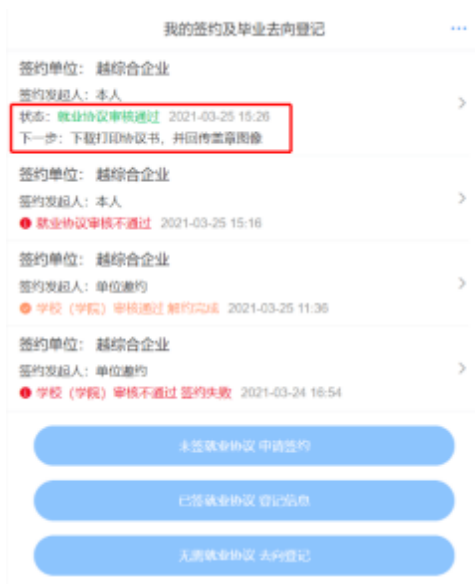 我的签约及毕业去向登记
签约单位： 越综合企业
签约发起人：本人
状态：就业协议审核通过 2021-03-25 15:26
下一步：下载打印协议书，并回传盖章图像
签约单位： 越综合企业
签约发起人：本人
就业协议审核不通过 2021-03-25 15:16
签约单位： 越综合企业
签约发起人：单位邀约
学校（学院）审核通过 解约完成 2021-03-25 11:36
签约单位： 越综合企业
签约发起人：单位邀约
学校（学院）审核不通过 签约失败 2021-03-24 16:54
未签就业协议 申请签约
已签就业协议 登记信息
无需就业协议 去向登记